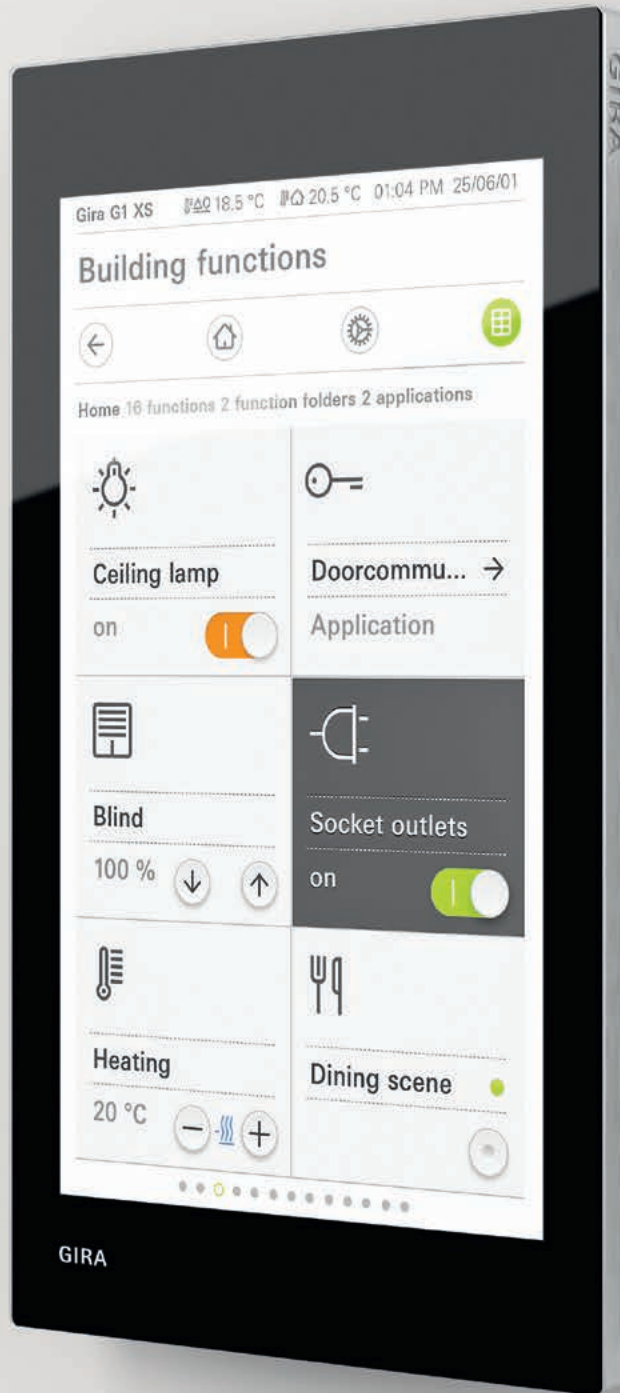 GIRA
Gira G1 XS 18.5 °C 20.5 °C 01:04 PM 25/06/01
Building functions
Home 16 functions 2 function folders 2 applications
Ceiling lamp
on
Doorcommu...
Application
Blind
100 %
Socket outlets
on
Heating
20 °C
Dining scene
GIRA